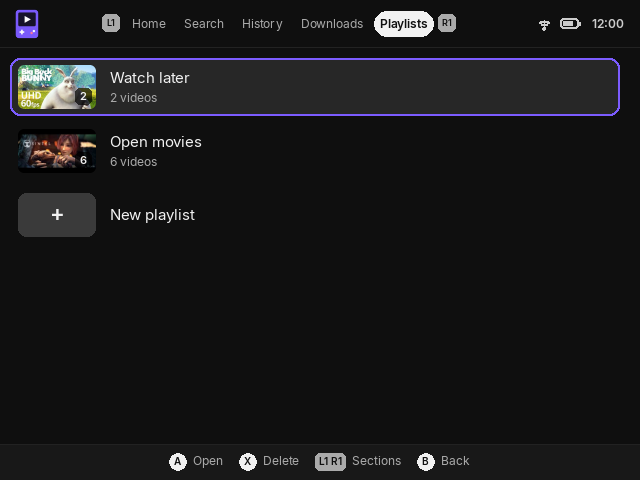 L1 Home Search History Downloads Playlists R1 12:00
Big Buck
BUNNY
UHD
60fps
2
Watch later
2 videos
6
Open movies
6 videos
+ New playlist
A Open X Delete L1 R1 Sections B Back